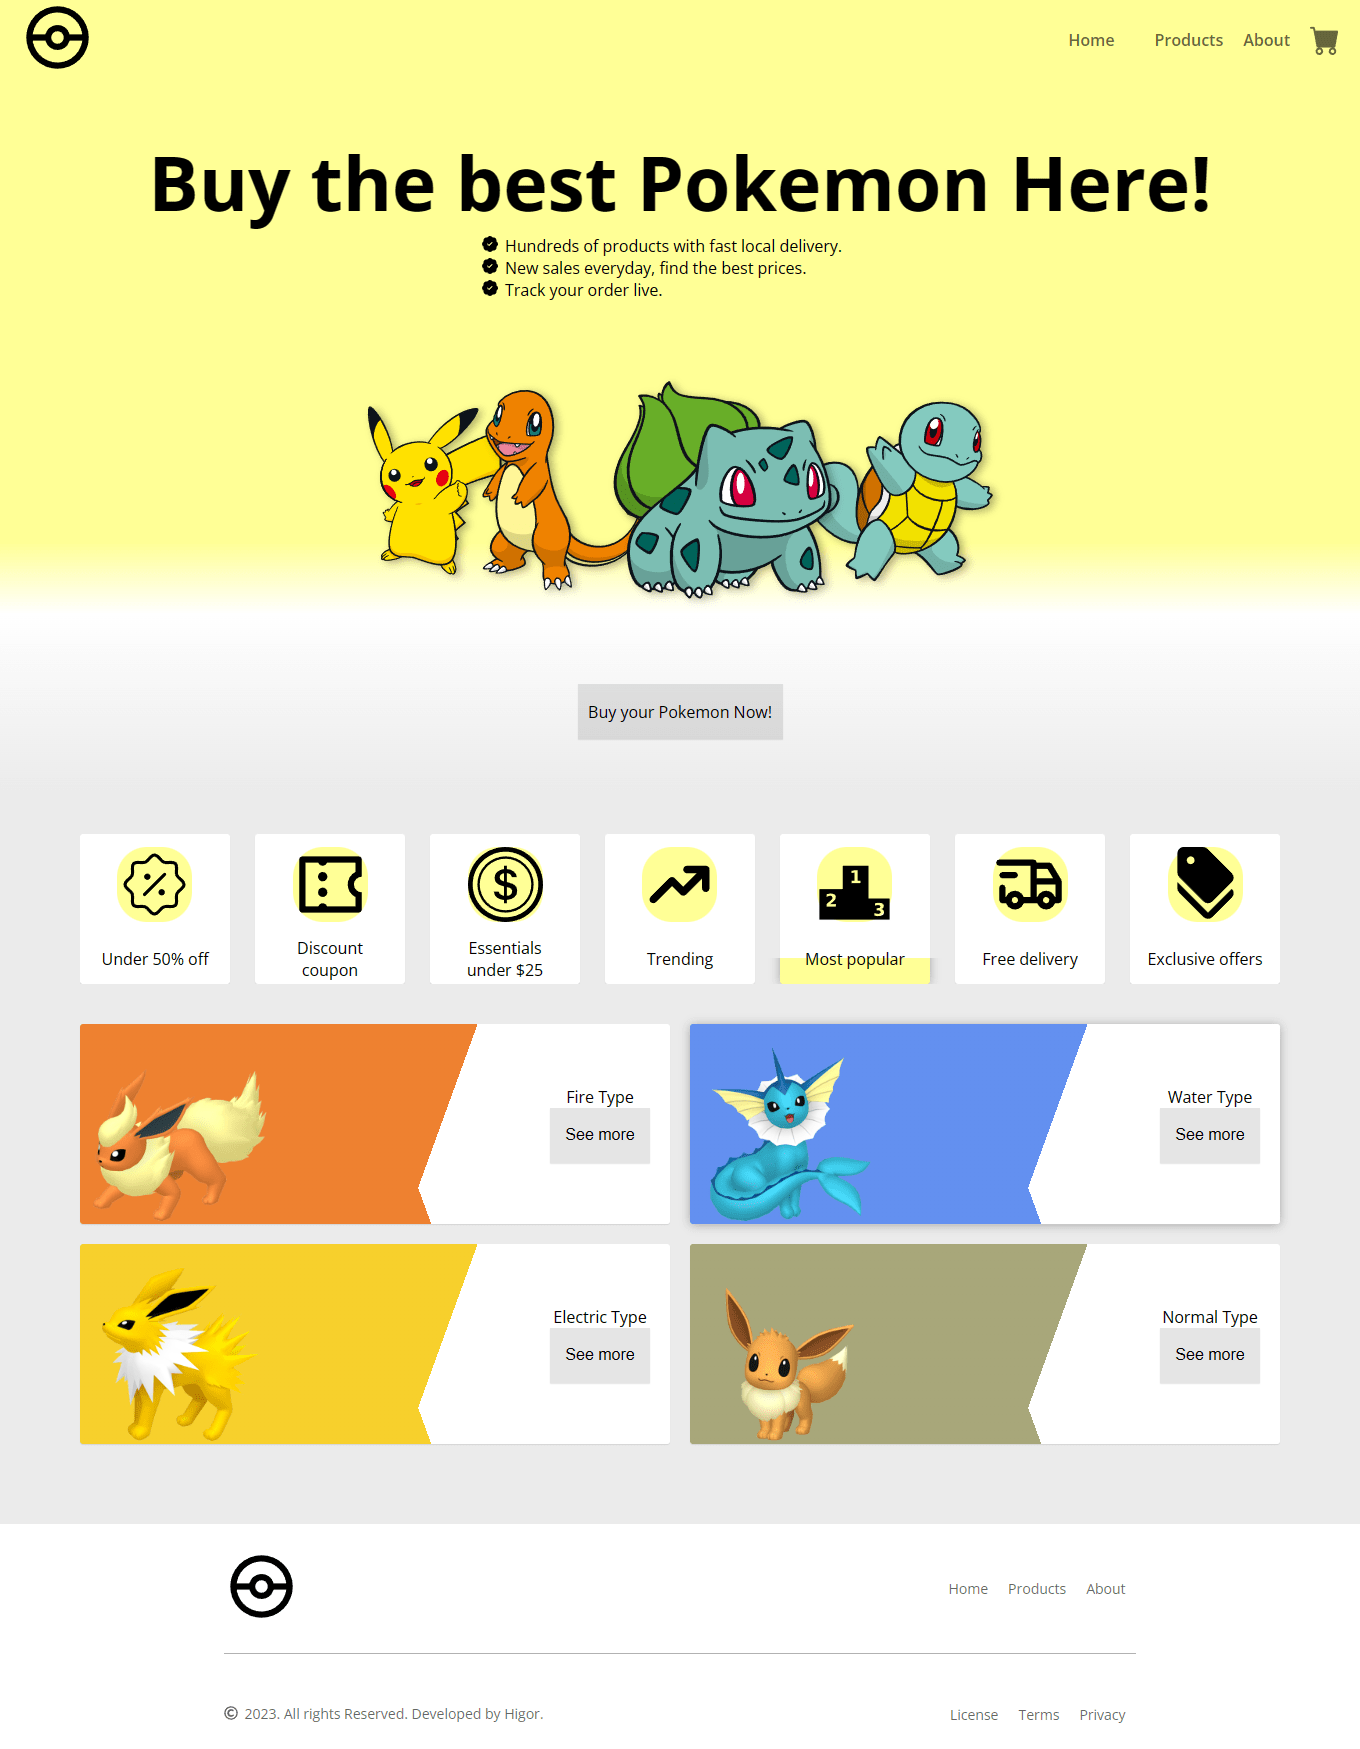 Home
Products
About
Buy the best Pokemon Here!
Hundreds of products with fast local delivery.
New sales everyday, find the best prices.
Track your order live.
Buy your Pokemon Now!
Under 50% off
Discount
coupon
$
Essentials
under $25
Trending
1
2
3
Most popular
Free delivery
Exclusive offers
Fire Type
See more
Water Type
See more
Electric Type
See more
Normal Type
See more
Home
Products
About
© 2023. All rights Reserved. Developed by Higor.
License
Terms
Privacy